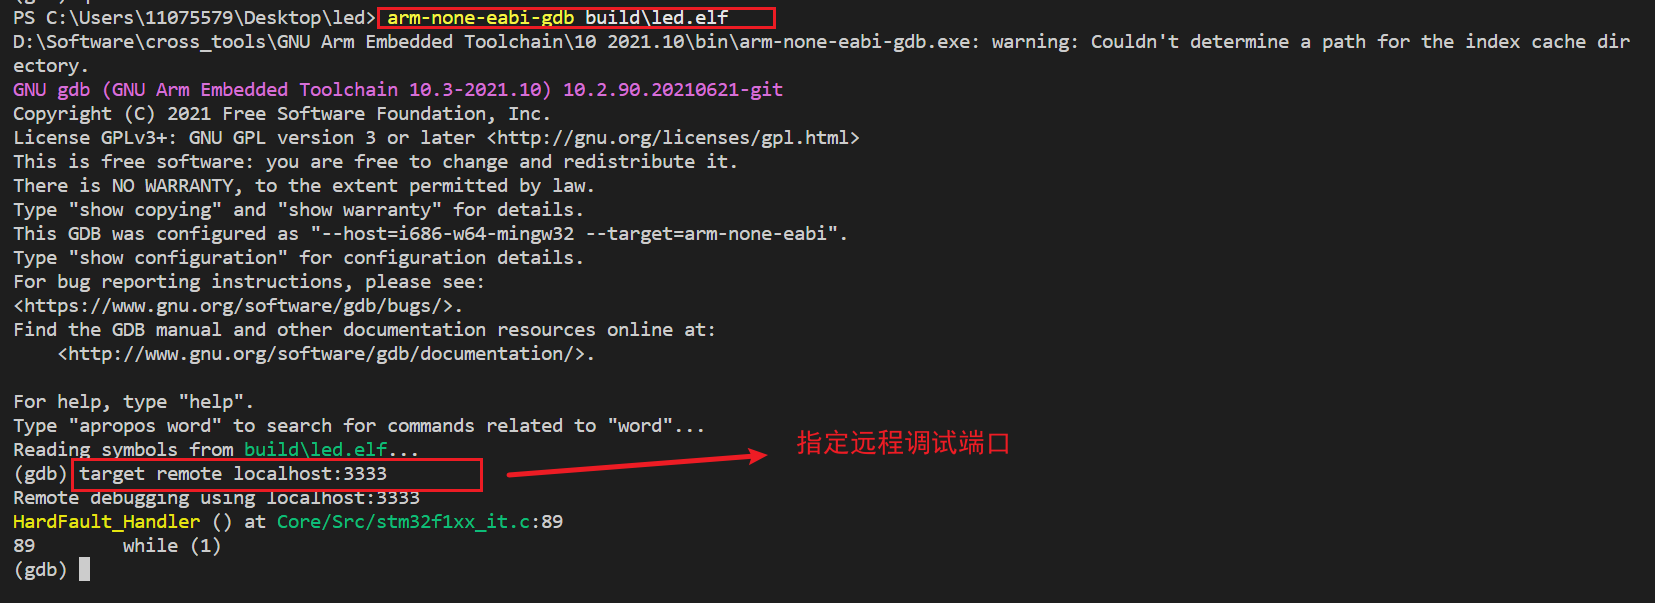 PS C:\Users\11075579\Desktop\led> arm-none-eabi-gdb build\led.elf
D:\Software\cross_tools\GNU Arm Embedded Toolchain\10 2021.10\bin\arm-none-eabi-gdb.exe: warning: Couldn't determine a path for the index cache dir
ectory.
GNU gdb (GNU Arm Embedded Toolchain 10.3-2021.10) 10.2.90.20210621-git
Copyright (C) 2021 Free Software Foundation, Inc.
License GPLv3+: GNU GPL version 3 or later <http://gnu.org/licenses/gpl.html>
This is free software: you are free to change and redistribute it.
There is NO WARRANTY, to the extent permitted by law.
Type "show copying" and "show warranty" for details.
This GDB was configured as "--host=i686-w64-mingw32 --target=arm-none-eabi".
Type "show configuration" for configuration details.
For bug reporting instructions, please see:
<https://www.gnu.org/software/gdb/bugs/>.
Find the GDB manual and other documentation resources online at:
    <http://www.gnu.org/software/gdb/documentation/>.
For help, type "help".
Type "apropos word" to search for commands related to "word"...
Reading symbols from build\led.elf...
指定远程调试端口
(gdb) target remote localhost:3333
Remote debugging using localhost:3333
HardFault_Handler () at Core/Src/stm32f1xx_it.c:89
89        while (1)
(gdb)